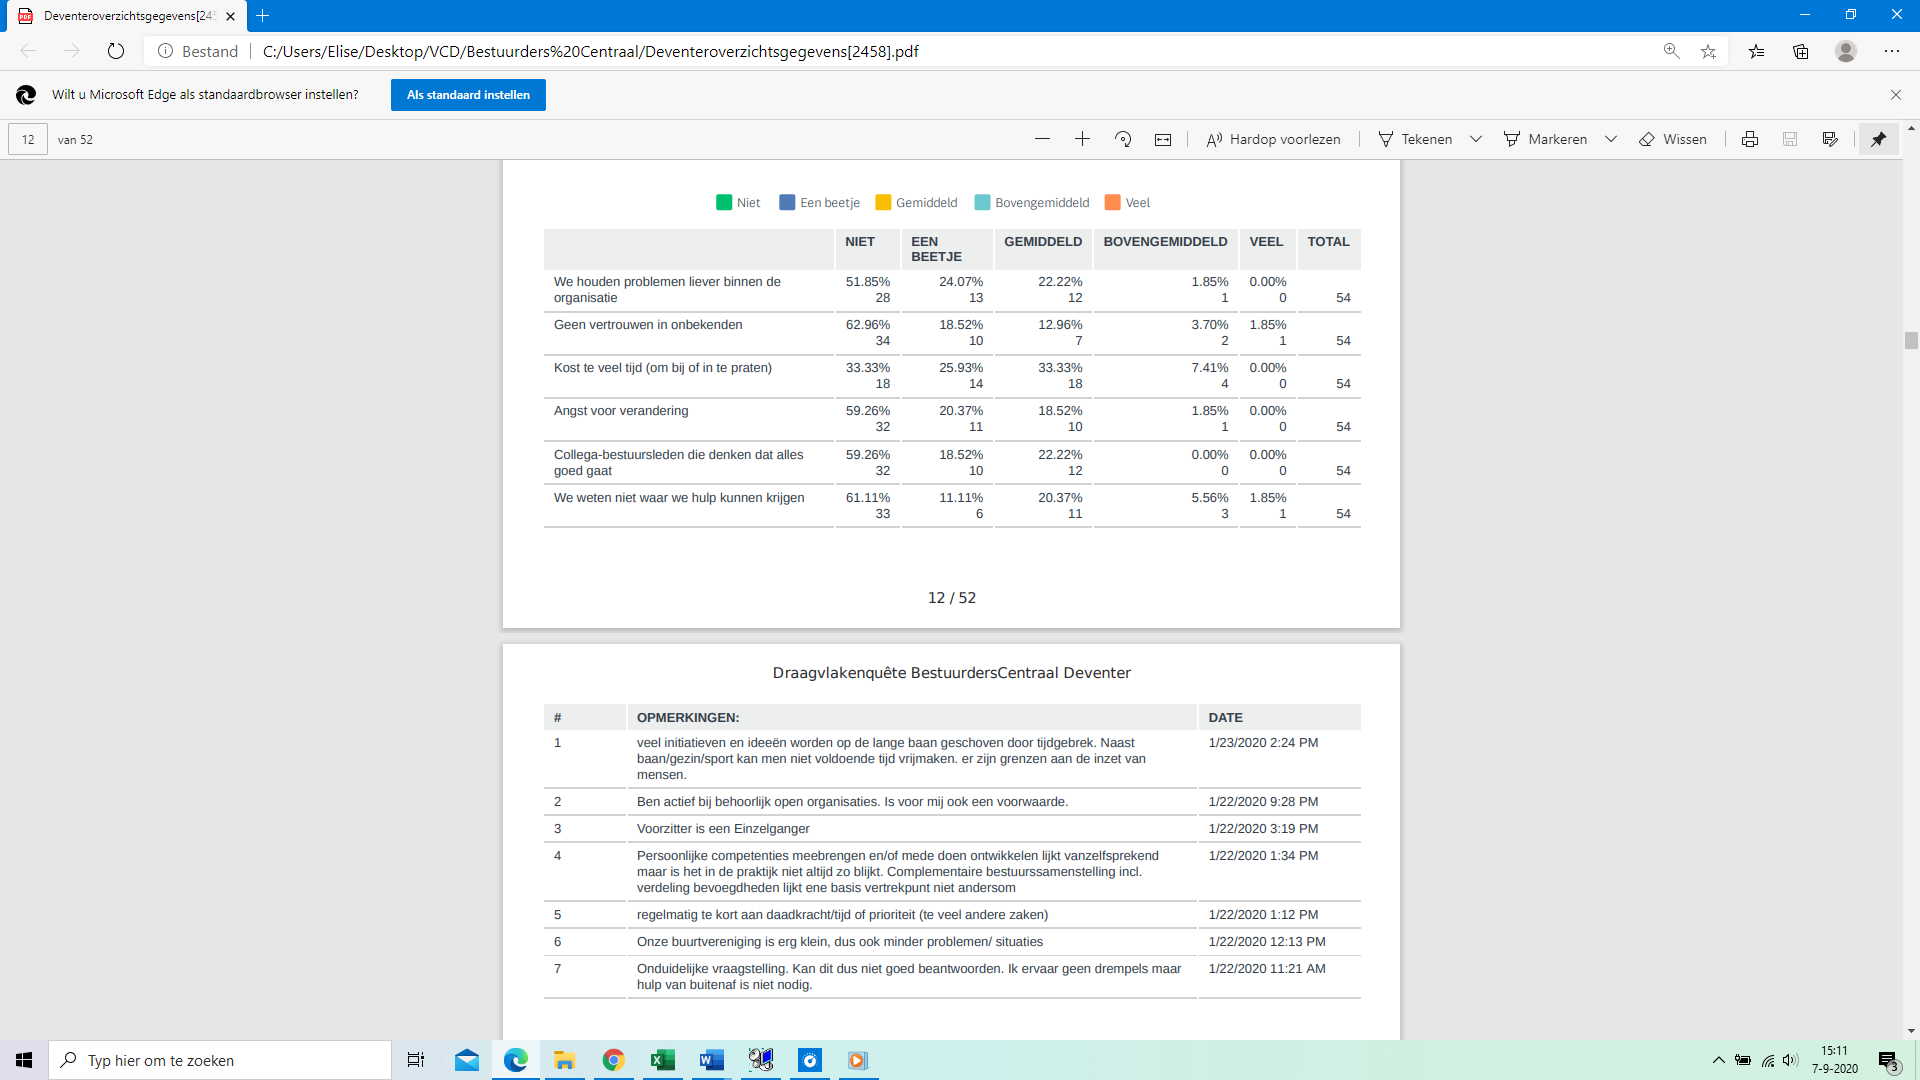 Deventeroverzichtsgegevens[245
Bestand
C:/Users/Elise/Desktop/VCD/Bestuurders%20Centraal/Deventeroverzichtsgegevens[2458].pdf
Wilt u Microsoft Edge als standaardbrowser instellen?
Als standaard instellen
12 van 52
Hardop voorlezen
Tekenen
Markeren
Wissen
Niet Een beetje Gemiddeld Bovengemiddeld Veel
NIET EEN BEETJE GEMIDDELD BOVENGEMIDDELD VEEL TOTAL
We houden problemen liever binnen de 51.85% 24.07% 22.22% 1.85% 0.00%
organisatie 28 13 12 1 0 54
Geen vertrouwen in onbekenden 62.96% 18.52% 12.96% 3.70% 1.85%
34 10 7 2 1 54
Kost te veel tijd (om bij of in te praten) 33.33% 25.93% 33.33% 7.41% 0.00%
18 14 18 4 0 54
Angst voor verandering 59.26% 20.37% 18.52% 1.85% 0.00%
32 11 10 1 0 54
Collega-bestuursleden die denken dat alles 59.26% 18.52% 22.22% 0.00% 0.00%
goed gaat 32 10 12 0 0 54
We weten niet waar we hulp kunnen krijgen 61.11% 11.11% 20.37% 5.56% 1.85%
33 6 11 3 1 54
12 / 52
Draagvlakenquête BestuurdersCentraal Deventer
# OPMERKINGEN: DATE
1 veel initiatieven en ideeën worden op de lange baan geschoven door tijdgebrek. Naast 1/23/2020 2:24 PM
baan/gezin/sport kan men niet voldoende tijd vrijmaken. er zijn grenzen aan de inzet van
mensen.
2 Ben actief bij behoorlijk open organisaties. Is voor mij ook een voorwaarde. 1/22/2020 9:28 PM
3 Voorzitter is een Einzelganger 1/22/2020 3:19 PM
4 Persoonlijke competenties meebrengen en/of mede doen ontwikkelen lijkt vanzelfsprekend 1/22/2020 1:34 PM
maar is het in de praktijk niet altijd zo blijkt. Complementaire bestuurssamenstelling incl.
verdeling bevoegdheden lijkt ene basis vertrekpunt niet andersom
5 regelmatig te kort aan daadkracht/tijd of prioriteit (te veel andere zaken) 1/22/2020 1:12 PM
6 Onze buurtvereniging is erg klein, dus ook minder problemen/ situaties 1/22/2020 12:13 PM
7 Onduidelijke vraagstelling. Kan dit dus niet goed beantwoorden. Ik ervaar geen drempels maar 1/22/2020 11:21 AM
hulp van buitenaf is niet nodig.
Typ hier om te zoeken
15:11
7-9-2020
3